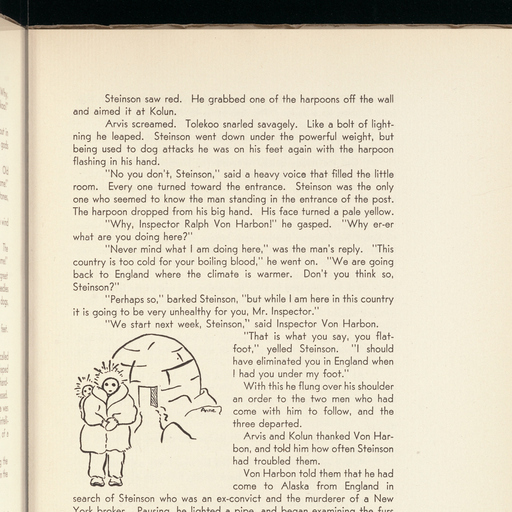 Steinson saw red. He grabbed one of the harpoons off the wall
and aimed it at Kolun.
Arvis screamed. Tolekoo snarled savagely. Like a bolt of light-
ning he leaped. Steinson went down under the powerful weight, but
being used to dog attacks he was on his feet again with the harpoon
flashing in his hand.
"No you don't, Steinson," said a heavy voice that filled the little
room. Every one turned toward the entrance. Steinson was the only
one who seemed to know the man standing in the entrance of the post.
The harpoon dropped from his big hand. His face turned a pale yellow.
"Why, Inspector Ralph Von Harbon!" he gasped. "Why er-er
what are you doing here?"
"Never mind what I am doing here," was the man's reply. "This
country is too cold for your boiling blood," he went on. "We are going
back to England where the climate is warmer. Don't you think so,
Steinson?"
"Perhaps so," barked Steinson, "but while I am here in this country
it is going to be very unhealthy for you, Mr. Inspector."
"We start next week, Steinson," said Inspector Von Harbon.
"That is what you say, you flat-
foot," yelled Steinson. "I should
have eliminated you in England when
I had you under my foot."
With this he flung over his shoulder
an order to the two men who had
come with him to follow, and the
three departed.
Arvis and Kolun thanked Von Har-
bon, and told him how often Steinson
had troubled them.
Von Harbon told them that he had
come to Alaska from England in
search of Steinson who was an ex-convict and the murderer of a New
York broker. Pausing, he lighted a pipe, and began examining the furs